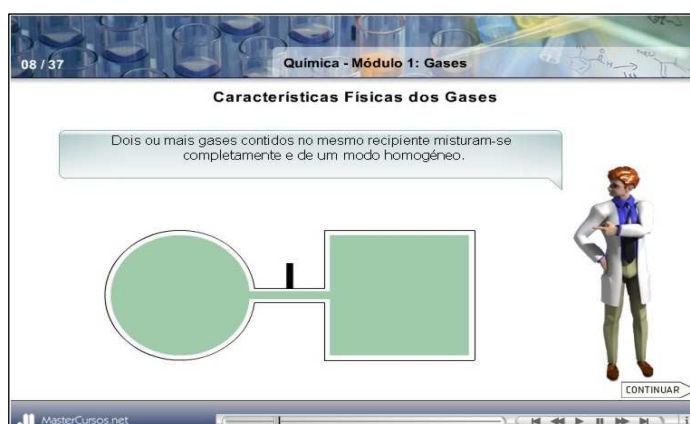 08 / 37
Química - Módulo 1: Gases
Características Físicas dos Gases
Dois ou mais gases contidos no mesmo recipiente misturam-se
completamente e de um modo homogéneo.
CONTINUAR
MasterCursos.net